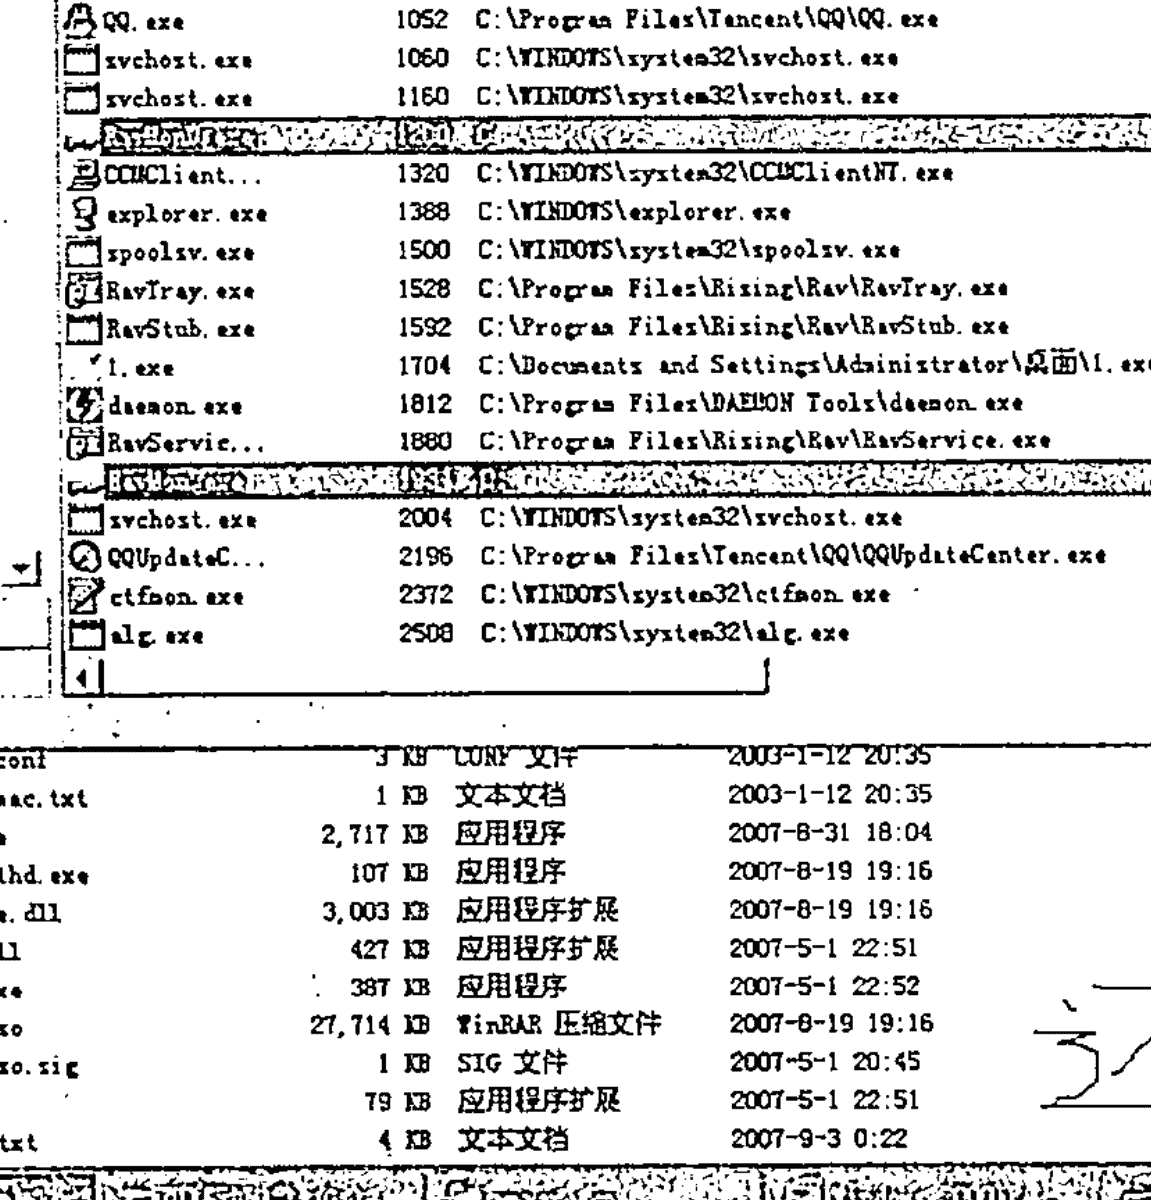 QQ.exe 1052 C:\Program Files\Tencent\QQ\QQ.exe
svchost.exe 1060 C:\WINDOWS\system32\svchost.exe
svchost.exe 1160 C:\WINDOWS\system32\svchost.exe
CCMClient... 1320 C:\WINDOWS\system32\CCMClientNT.exe
explorer.exe 1388 C:\WINDOWS\explorer.exe
spoolsv.exe 1500 C:\WINDOWS\system32\spoolsv.exe
RavTray.exe 1528 C:\Program Files\Rising\Rav\RavTray.exe
RavStub.exe 1592 C:\Program Files\Rising\Rav\RavStub.exe
1.exe 1704 C:\Documents and Settings\Administrator\桌面\1.ex
daemon.exe 1812 C:\Program Files\DAEMON Tools\daemon.exe
RavServic... 1880 C:\Program Files\Rising\Rav\RavService.exe
svchost.exe 2004 C:\WINDOWS\system32\svchost.exe
QQUpdateC... 2196 C:\Program Files\Tencent\QQ\QQUpdateCenter.exe
ctfmon.exe 2372 C:\WINDOWS\system32\ctfmon.exe
alg.exe 2508 C:\WINDOWS\system32\alg.exe
conf 3 KB CONF 文件 2003-1-12 20:35
ac.txt 1 KB 文本文档 2003-1-12 20:35
2,717 KB 应用程序 2007-8-31 18:04
lhd.exe 107 KB 应用程序 2007-8-19 19:16
.dll 3,003 KB 应用程序扩展 2007-8-19 19:16
ll 427 KB 应用程序扩展 2007-5-1 22:51
xe 387 KB 应用程序 2007-5-1 22:52
so 27,714 KB WinRAR 压缩文件 2007-8-19 19:16
so.sig 1 KB SIG 文件 2007-5-1 20:45
79 KB 应用程序扩展 2007-5-1 22:51
txt 4 KB 文本文档 2007-9-3 0:22